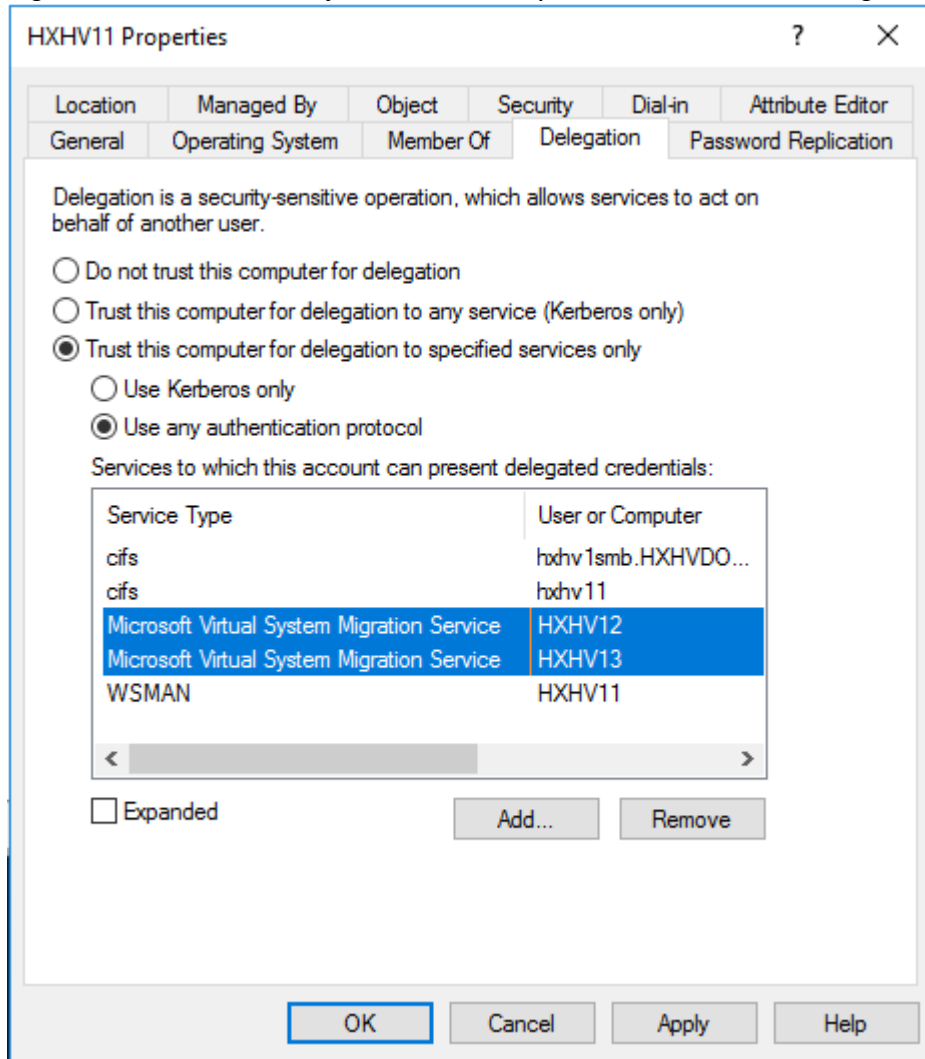 HXHV11 Properties ? ×
Location Managed By Object Security Dial-in Attribute Editor
General Operating System Member Of Delegation Password Replication
Delegation is a security-sensitive operation, which allows services to act on
behalf of another user.
Do not trust this computer for delegation
Trust this computer for delegation to any service (Kerberos only)
Trust this computer for delegation to specified services only
Use Kerberos only
Use any authentication protocol
Services to which this account can present delegated credentials:
Service Type User or Computer
cifs hxhv1smb.HXHVDO...
cifs hxhv11
Microsoft Virtual System Migration Service HXHV12
Microsoft Virtual System Migration Service HXHV13
WSMAN HXHV11
Expanded Add... Remove
OK Cancel Apply Help